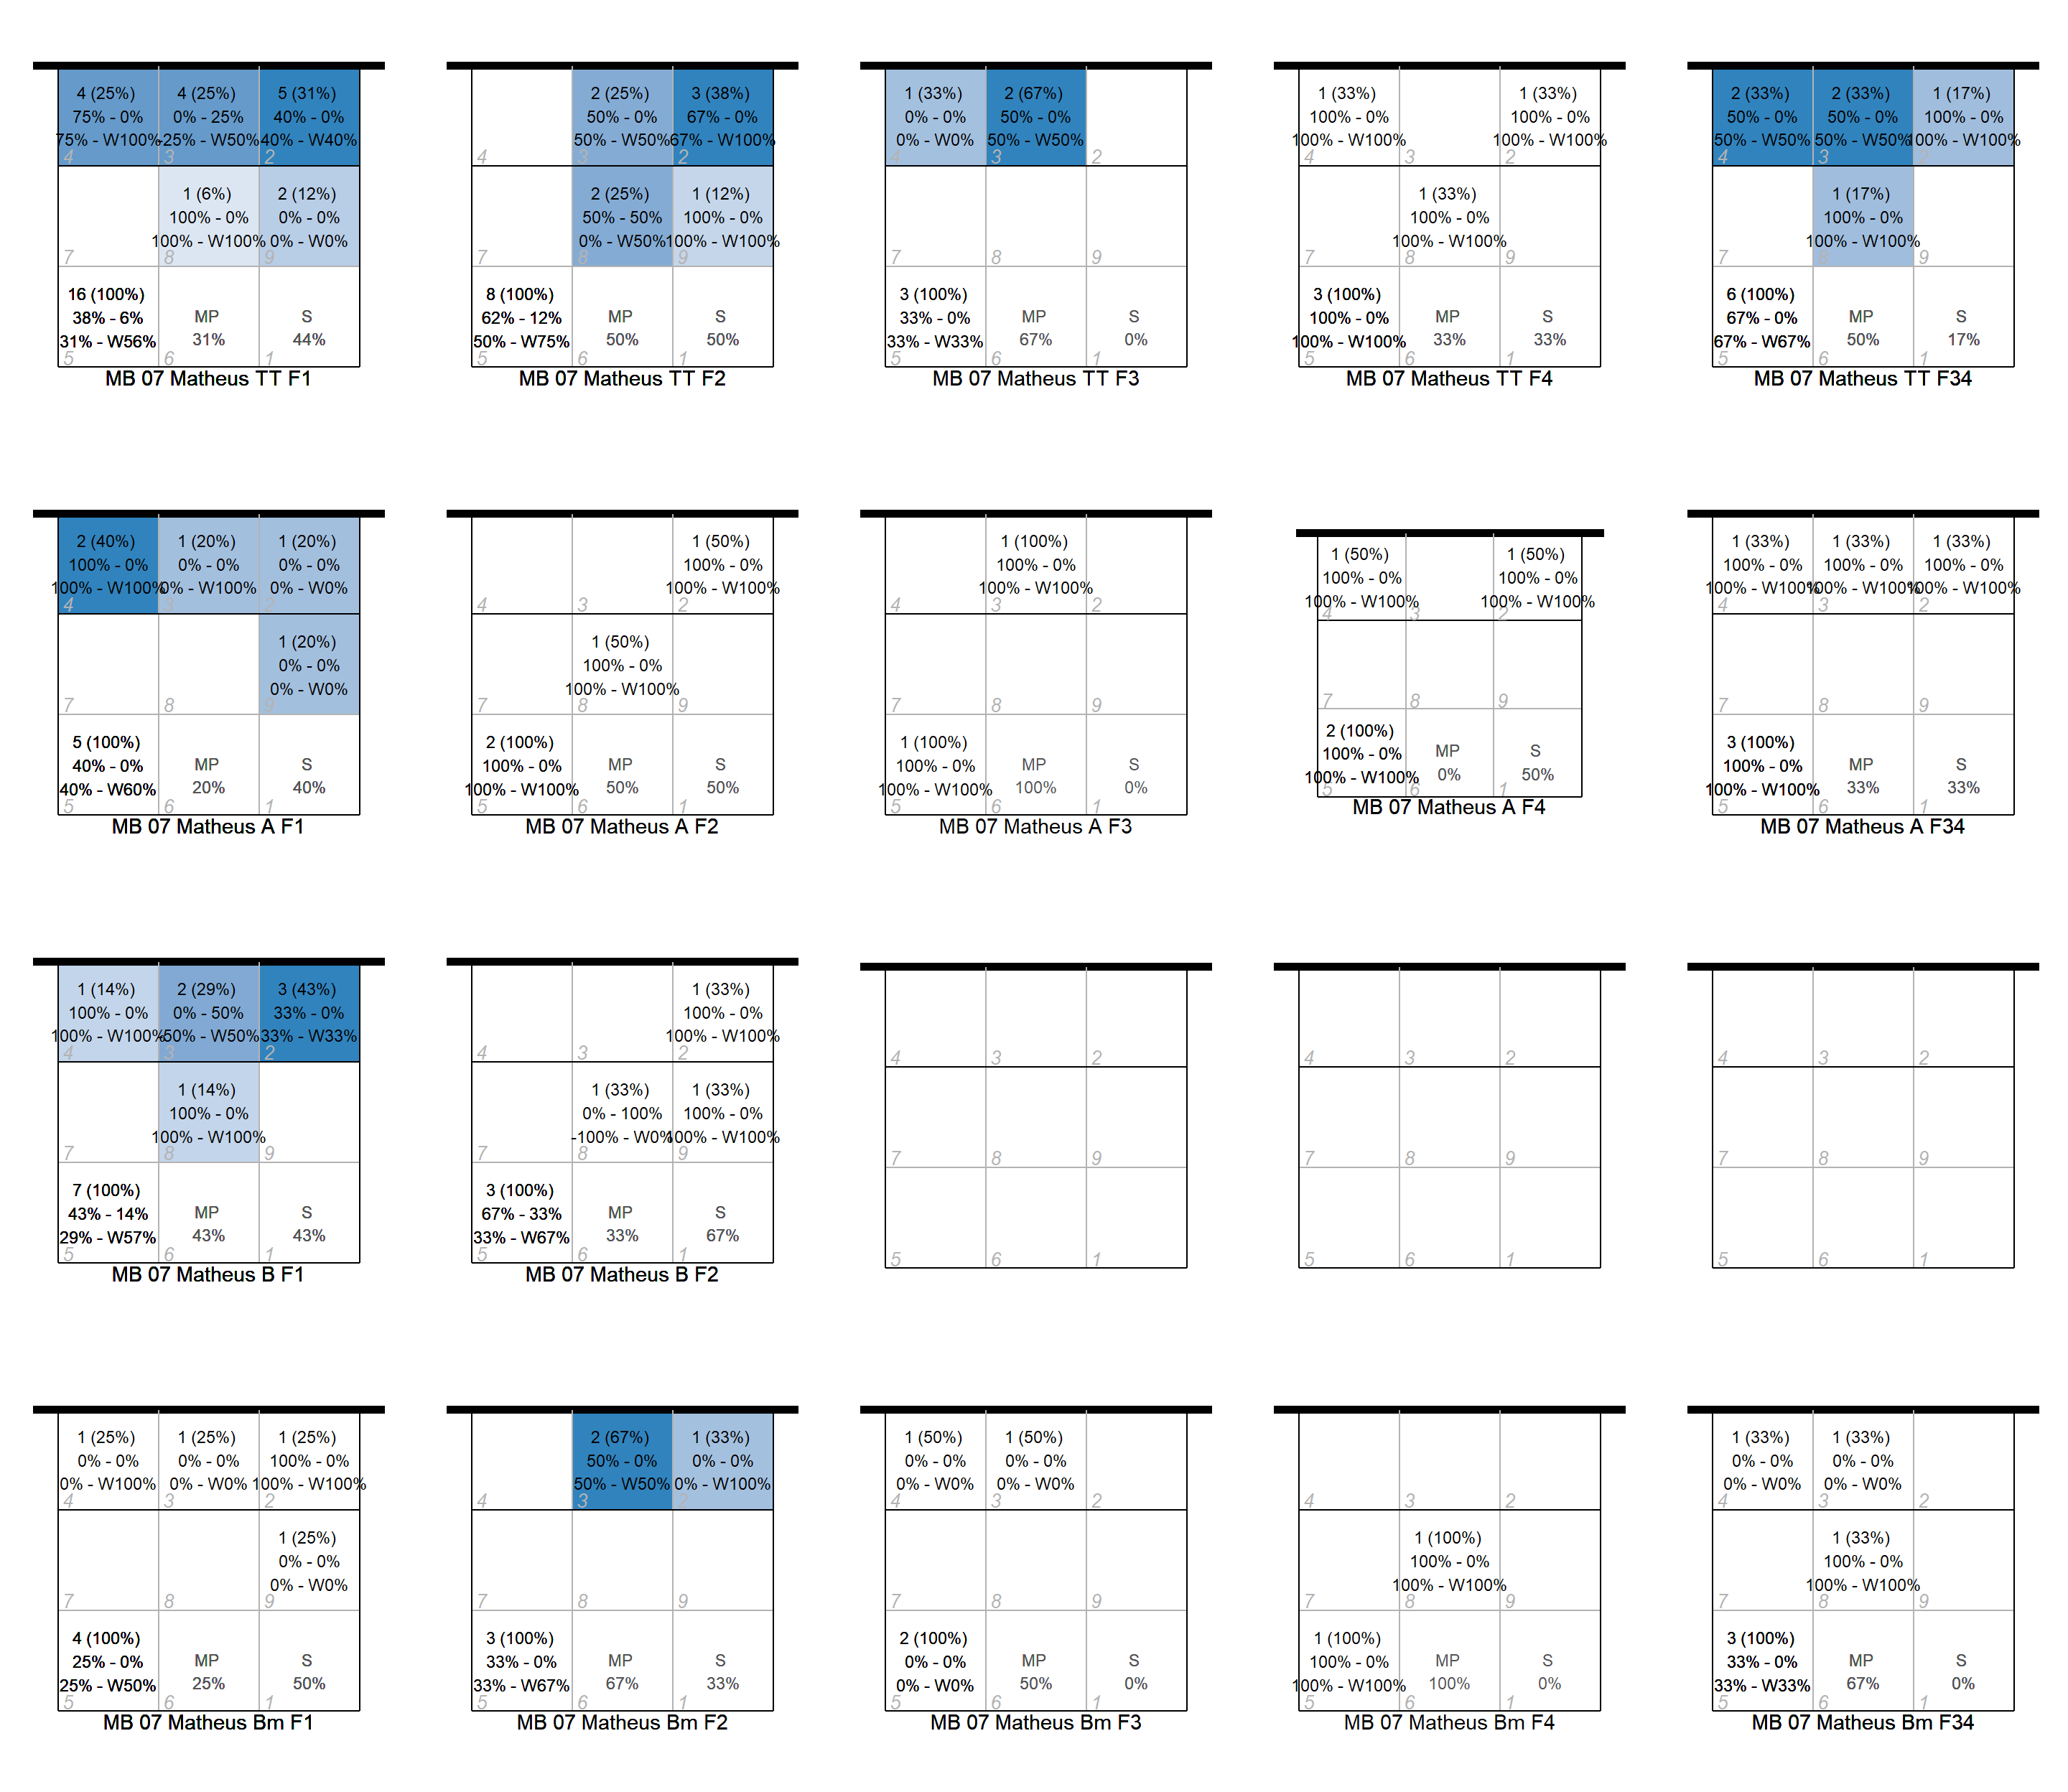 4 (25%) 4 (25%) 5 (31%)
75% - 0% 0% - 25% 40% - 0%
75% - W100% -25% - W50% 40% - W40%
4 3 2
1 (6%) 2 (12%)
100% - 0% 0% - 0%
100% - W100% 0% - W0%
7 8 9
16 (100%)
38% - 6% MP S
31% - W56% 31% 44%
5 6 1
MB 07 Matheus TT F1
2 (25%) 3 (38%)
50% - 0% 67% - 0%
50% - W50% 67% - W100%
4 3 2
2 (25%) 1 (12%)
50% - 50% 100% - 0%
0% - W50% 100% - W100%
7 8 9
8 (100%)
62% - 12% MP S
50% - W75% 50% 50%
5 6 1
MB 07 Matheus TT F2
1 (33%) 2 (67%)
0% - 0% 50% - 0%
0% - W0% 50% - W50%
4 3 2
7 8 9
3 (100%)
33% - 0% MP S
33% - W33% 67% 0%
5 6 1
MB 07 Matheus TT F3
1 (33%) 1 (33%)
100% - 0% 100% - 0%
100% - W100% 100% - W100%
4 3 2
1 (33%)
100% - 0%
100% - W100%
7 8 9
3 (100%)
100% - 0% MP S
100% - W100% 33% 33%
5 6 1
MB 07 Matheus TT F4
2 (33%) 2 (33%) 1 (17%)
50% - 0% 50% - 0% 100% - 0%
50% - W50% 50% - W50% 100% - W100%
4 3 2
1 (17%)
100% - 0%
100% - W100%
7 8 9
6 (100%)
67% - 0% MP S
67% - W67% 50% 17%
5 6 1
MB 07 Matheus TT F34
2 (40%) 1 (20%) 1 (20%)
100% - 0% 0% - 0% 0% - 0%
100% - W100% 0% - W100% 0% - W0%
4 3 2
1 (20%)
0% - 0%
0% - W0%
7 8 9
5 (100%)
40% - 0% MP S
40% - W60% 20% 40%
5 6 1
MB 07 Matheus A F1
1 (50%)
100% - 0%
100% - W100%
4 3 2
1 (50%)
100% - 0%
100% - W100%
7 8 9
2 (100%)
100% - 0% MP S
100% - W100% 50% 50%
5 6 1
MB 07 Matheus A F2
1 (100%)
100% - 0%
100% - W100%
4 3 2
7 8 9
1 (100%)
100% - 0% MP S
100% - W100% 100% 0%
5 6 1
MB 07 Matheus A F3
1 (50%) 1 (50%)
100% - 0% 100% - 0%
100% - W100% 100% - W100%
4 3 2
7 8 9
2 (100%)
100% - 0% MP S
100% - W100% 0% 50%
5 6 1
MB 07 Matheus A F4
1 (33%) 1 (33%) 1 (33%)
100% - 0% 100% - 0% 100% - 0%
100% - W100% 100% - W100% 100% - W100%
4 3 2
7 8 9
3 (100%)
100% - 0% MP S
100% - W100% 33% 33%
5 6 1
MB 07 Matheus A F34
1 (14%) 2 (29%) 3 (43%)
100% - 0% 0% - 50% 33% - 0%
100% - W100% -50% - W50% 33% - W33%
4 3 2
1 (14%)
100% - 0%
100% - W100%
7 8 9
7 (100%)
43% - 14% MP S
29% - W57% 43% 43%
5 6 1
MB 07 Matheus B F1
1 (33%)
100% - 0%
100% - W100%
4 3 2
1 (33%) 1 (33%)
0% - 100% 100% - 0%
-100% - W0% 100% - W100%
7 8 9
3 (100%)
67% - 33% MP S
33% - W67% 33% 67%
5 6 1
MB 07 Matheus B F2
4 3 2
7 8 9
5 6 1
4 3 2
7 8 9
5 6 1
4 3 2
7 8 9
5 6 1
1 (25%) 1 (25%) 1 (25%)
0% - 0% 0% - 0% 100% - 0%
0% - W100% 0% - W0% 100% - W100%
4 3 2
1 (25%)
0% - 0%
0% - W0%
7 8 9
4 (100%)
25% - 0% MP S
25% - W50% 25% 50%
5 6 1
MB 07 Matheus Bm F1
2 (67%) 1 (33%)
50% - 0% 0% - 0%
50% - W50% 0% - W100%
4 3 2
7 8 9
3 (100%)
33% - 0% MP S
33% - W67% 67% 33%
5 6 1
MB 07 Matheus Bm F2
1 (50%) 1 (50%)
0% - 0% 0% - 0%
0% - W0% 0% - W0%
4 3 2
7 8 9
2 (100%)
0% - 0% MP S
0% - W0% 50% 0%
5 6 1
MB 07 Matheus Bm F3
4 3 2
1 (100%)
100% - 0%
100% - W100%
7 8 9
1 (100%)
100% - 0% MP S
100% - W100% 100% 0%
5 6 1
MB 07 Matheus Bm F4
1 (33%) 1 (33%)
0% - 0% 0% - 0%
0% - W0% 0% - W0%
4 3 2
1 (33%)
100% - 0%
100% - W100%
7 8 9
3 (100%)
33% - 0% MP S
33% - W33% 67% 0%
5 6 1
MB 07 Matheus Bm F34